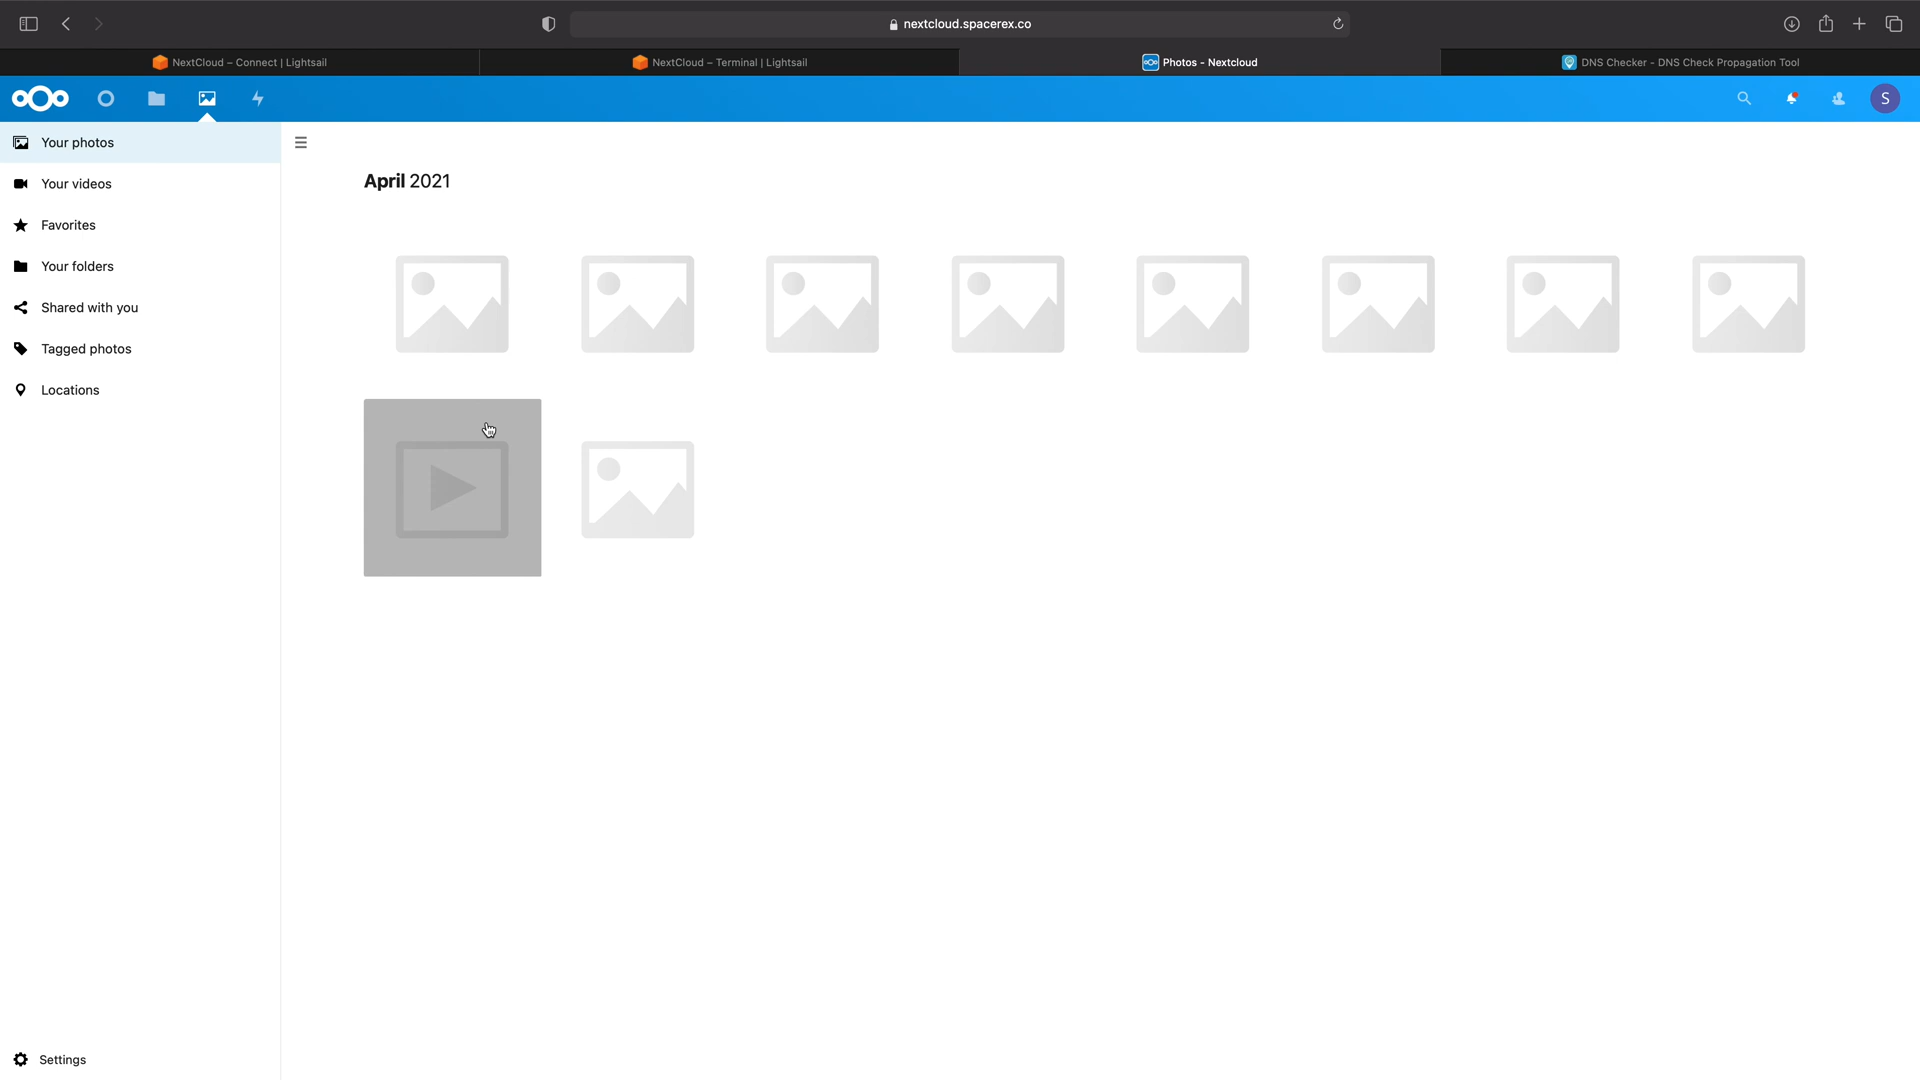 nextcloud.spacerex.co
NextCloud – Connect | Lightsail
NextCloud – Terminal | Lightsail
Photos - Nextcloud
DNS Checker - DNS Check Propagation Tool
S
Your photos
April 2021
Your videos
Favorites
Your folders
Shared with you
Tagged photos
Locations
Settings